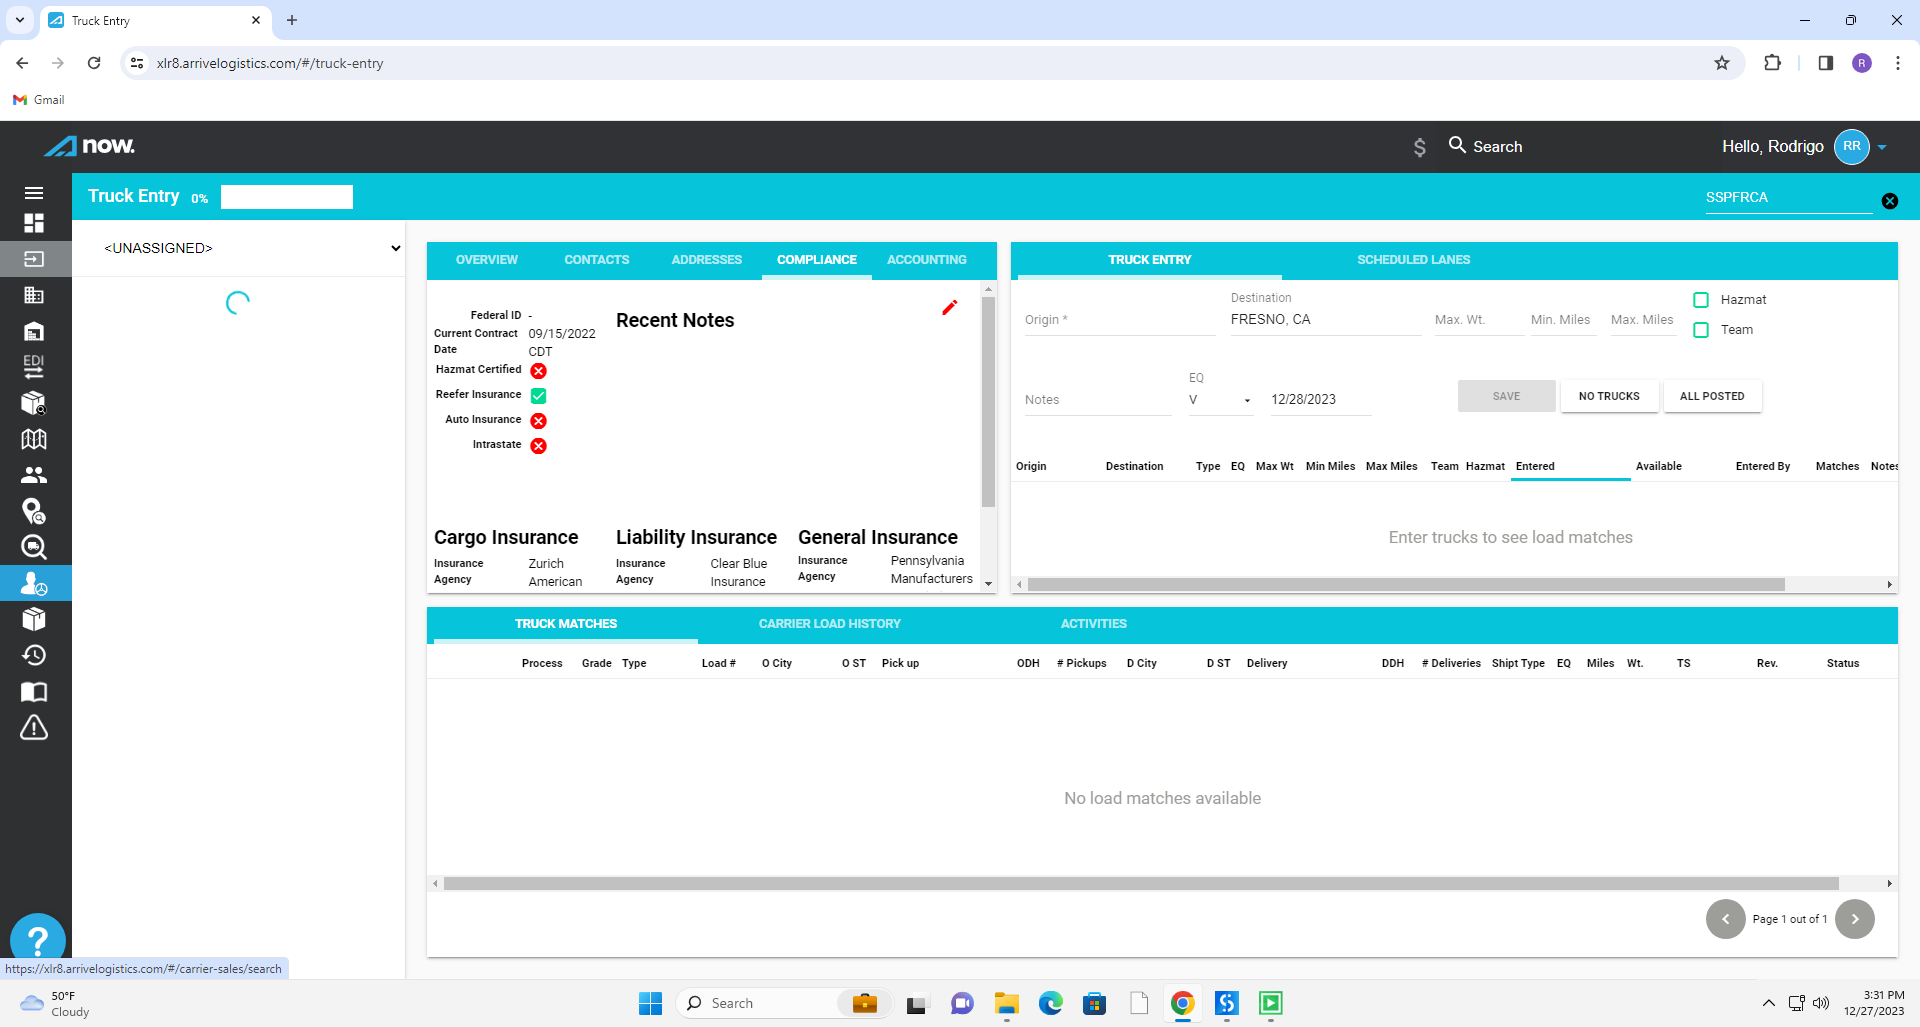 Truck Entry
xlr8.arrivelogistics.com/#/truck-entry
R
Gmail
now.
$
Search
Hello, Rodrigo
RR
Truck Entry 0%
SSPFRCA
<UNASSIGNED>
OVERVIEW CONTACTS ADDRESSES COMPLIANCE ACCOUNTING
Federal ID -
Current Contract Date 09/15/2022 CDT
Hazmat Certified
Reefer Insurance
Auto Insurance
Intrastate
Recent Notes
Cargo Insurance
Insurance Agency Zurich American
Liability Insurance
Insurance Agency Clear Blue Insurance
General Insurance
Insurance Agency Pennsylvania Manufacturers
TRUCK ENTRY SCHEDULED LANES
Destination
Origin * FRESNO, CA Max. Wt. Min. Miles Max. Miles
Hazmat
Team
EQ
Notes V 12/28/2023
SAVE NO TRUCKS ALL POSTED
Origin Destination Type EQ Max Wt Min Miles Max Miles Team Hazmat Entered Available Entered By Matches Notes
Enter trucks to see load matches
TRUCK MATCHES CARRIER LOAD HISTORY ACTIVITIES
Process Grade Type Load # O City O ST Pick up ODH # Pickups D City D ST Delivery DDH # Deliveries Shipt Type EQ Miles Wt. TS Rev. Status
No load matches available
Page 1 out of 1
EDI
?
https://xlr8.arrivelogistics.com/#/carrier-sales/search
50°F
Cloudy
Search
3:31 PM
12/27/2023